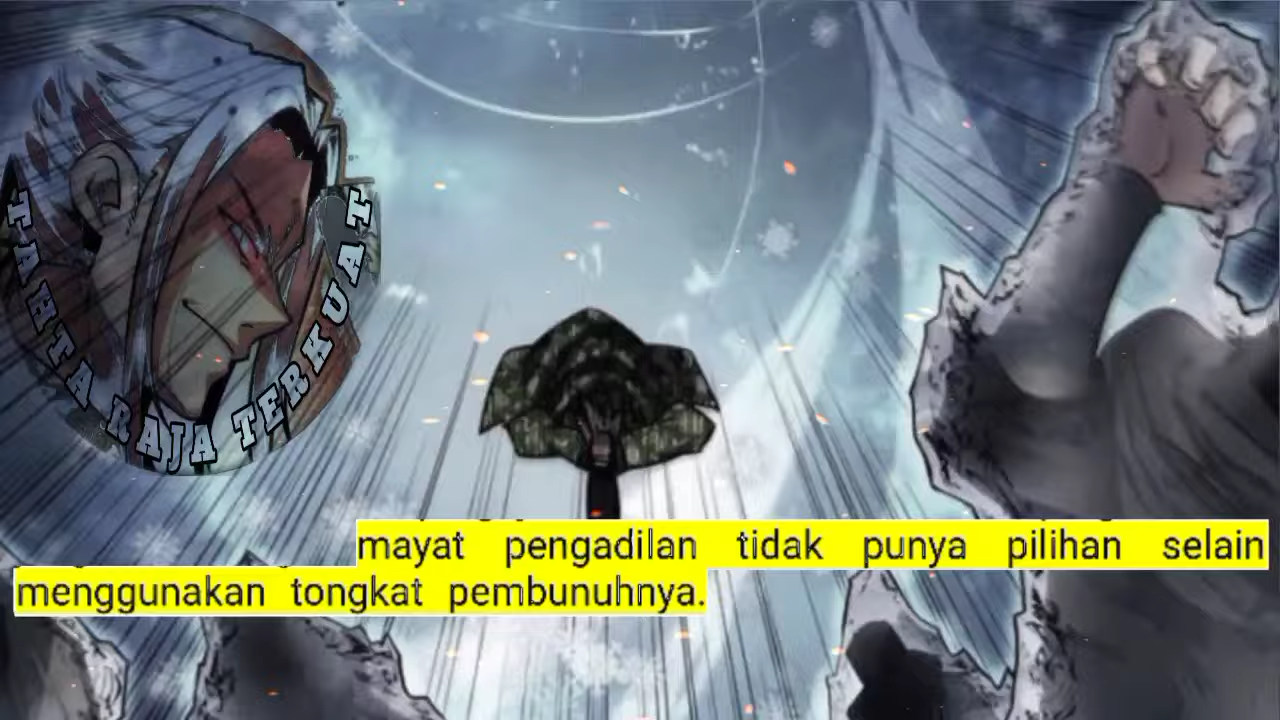 TAHTA RAJA TERKUAT
mayat pengadilan tidak punya pilihan selain
menggunakan tongkat pembunuhnya.